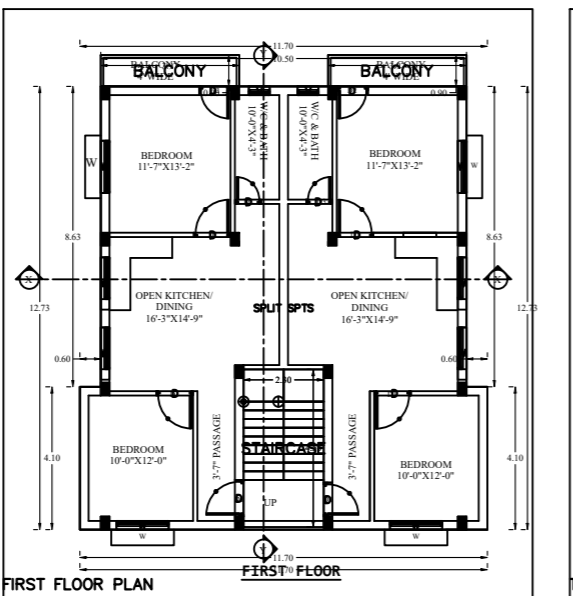 11.70
10.50
Y
BALCONY
4' WIDE
BALCONY
BALCONY
4' WIDE
BALCONY
0.90
D
D
W/C & BATH
10'-0"X4'-3"
W/C & BATH
10'-0"X4'-3"
W
BEDROOM
11'-7"X13'-2"
BEDROOM
11'-7"X13'-2"
W
D
D
D
D
8.63
8.63
X
X
12.73
OPEN KITCHEN/
DINING
16'-3"X14'-9"
SPLIT SPTS
OPEN KITCHEN/
DINING
16'-3"X14'-9"
12.73
0.60
0.60
2.80
D
D
4.10
BEDROOM
10'-0"X12'-0"
3'-7" PASSAGE
STAIRCASE
3'-7" PASSAGE
BEDROOM
10'-0"X12'-0"
4.10
D
UP
D
W
W
Y
11.70
FIRST FLOOR
FIRST FLOOR PLAN